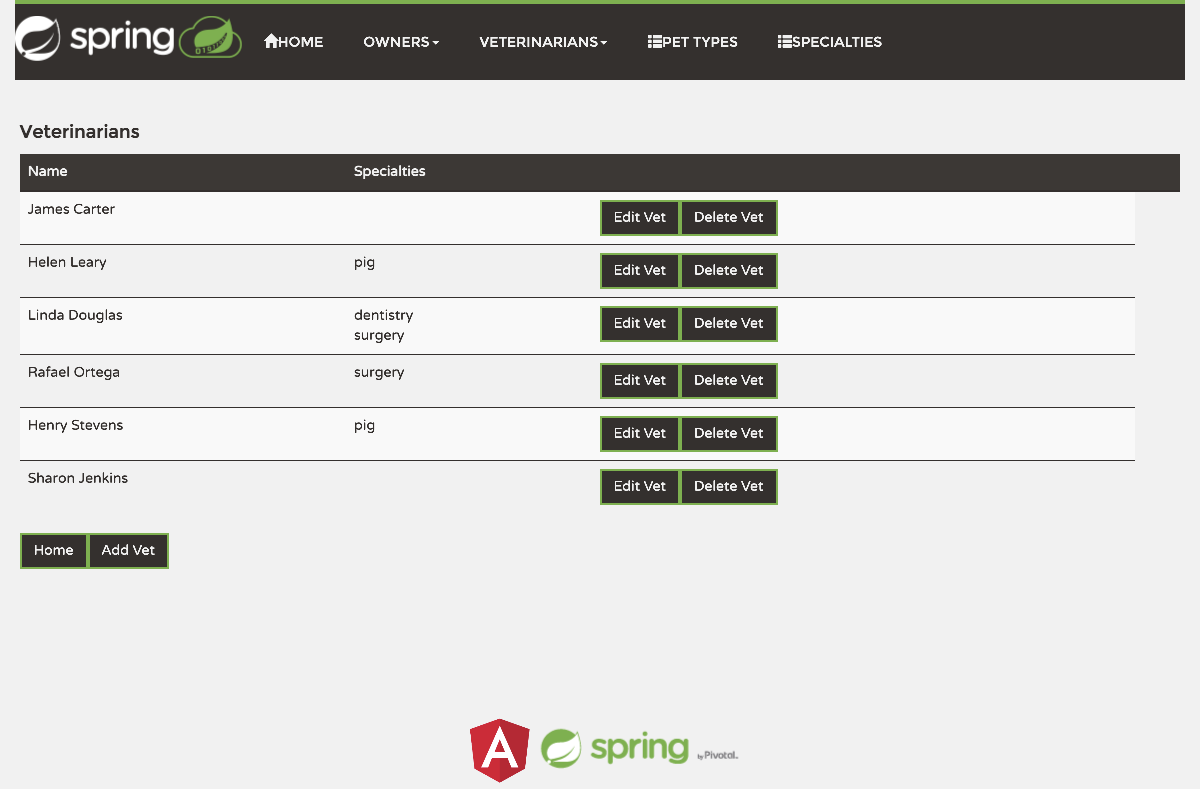 spring HOME OWNERS VETERINARIANS PET TYPES SPECIALTIES
Veterinarians
Name Specialties
James Carter Edit Vet Delete Vet
Helen Leary pig Edit Vet Delete Vet
Linda Douglas dentistry Edit Vet Delete Vet
surgery
Rafael Ortega surgery Edit Vet Delete Vet
Henry Stevens pig Edit Vet Delete Vet
Sharon Jenkins Edit Vet Delete Vet
Home Add Vet
A spring by Pivotal.